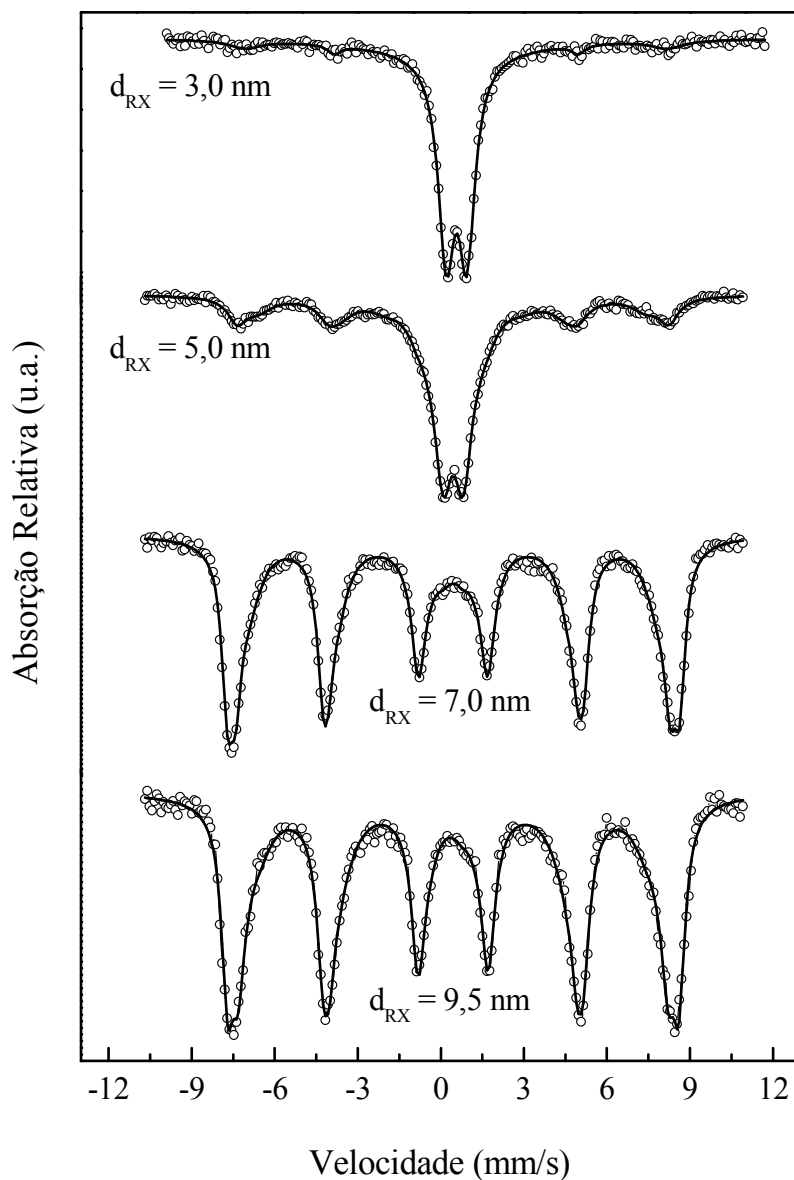 d_RX = 3,0 nm
d_RX = 5,0 nm
d_RX = 7,0 nm
d_RX = 9,5 nm
Absorção Relativa (u.a.)
-12 -9 -6 -3 0 3 6 9 12
Velocidade (mm/s)